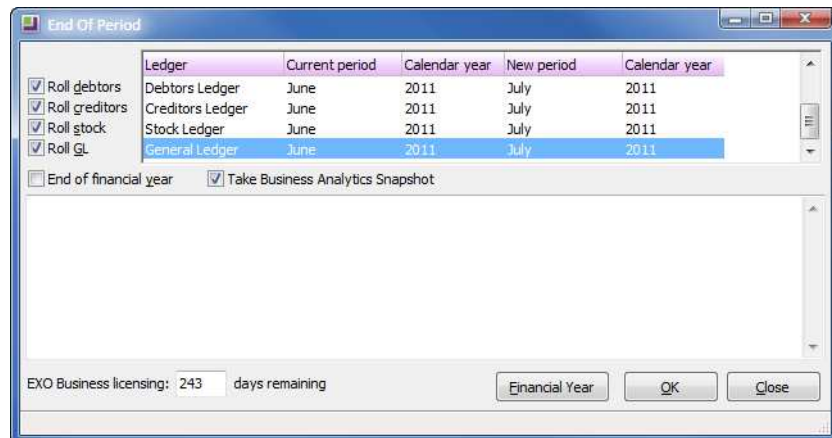 End Of Period
Ledger Current period Calendar year New period Calendar year
Roll debtors Debtors Ledger June 2011 July 2011
Roll creditors Creditors Ledger June 2011 July 2011
Roll stock Stock Ledger June 2011 July 2011
Roll GL General Ledger June 2011 July 2011
End of financial year Take Business Analytics Snapshot
EXO Business licensing: 243 days remaining Financial Year OK Close